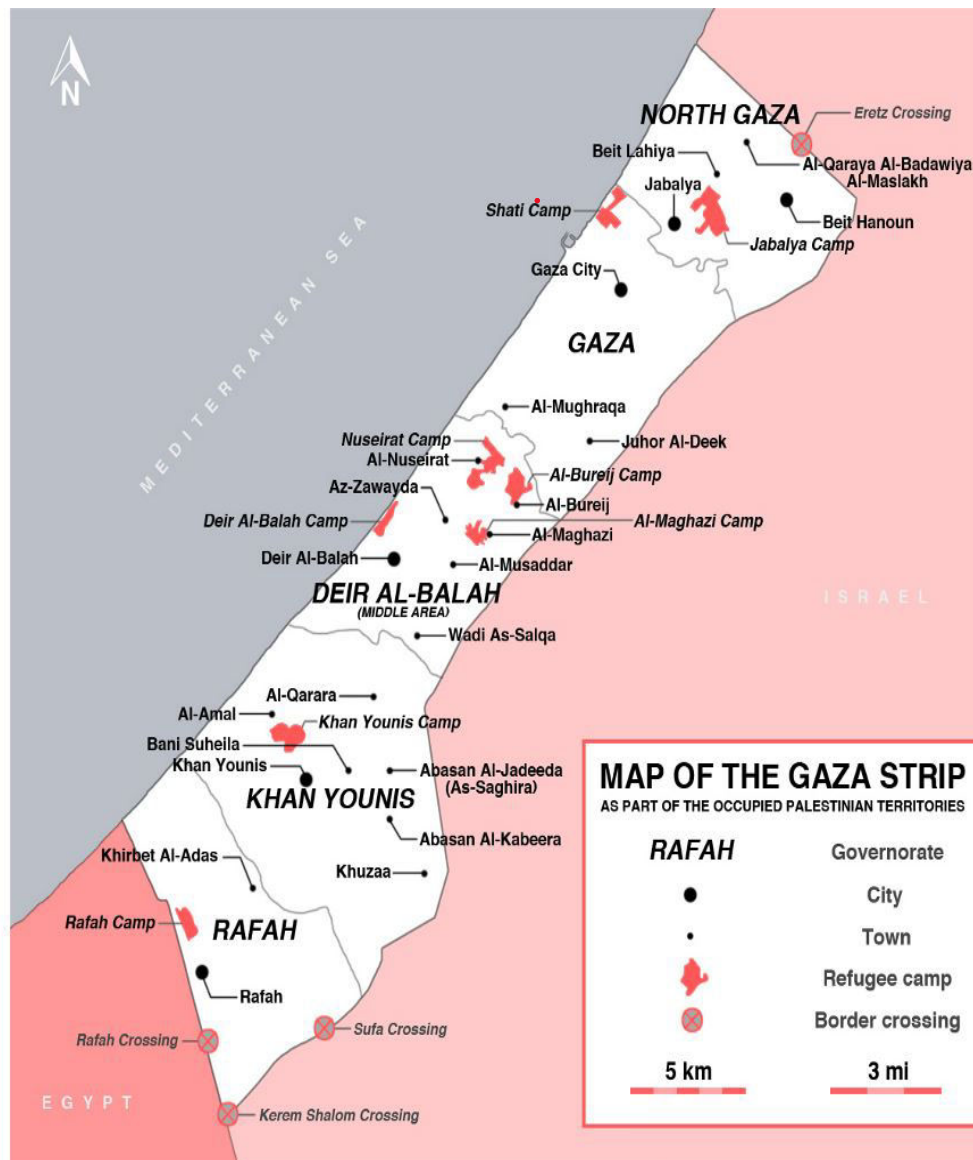 N
NORTH GAZA
Eretz Crossing
Beit Lahiya
Al-Qaraya Al-Badawiya
Al-Maslakh
Jabalya
Shati Camp
Beit Hanoun
Jabalya Camp
Gaza City
MEDITERRANEAN SEA
GAZA
Al-Mughraqa
Nuseirat Camp
Juhor Al-Deek
Al-Nuseirat
Al-Bureij Camp
Az-Zawayda
Al-Bureij
Deir Al-Balah Camp
Al-Maghazi Camp
Al-Maghazi
Deir Al-Balah
Al-Musaddar
DEIR AL-BALAH
(MIDDLE AREA)
ISRAEL
Wadi As-Salqa
Al-Qarara
Al-Amal
Khan Younis Camp
Bani Suheila
Khan Younis
Abasan Al-Jadeeda
(As-Saghira)
KHAN YOUNIS
Abasan Al-Kabeera
Khirbet Al-Adas
Khuzaa
Rafah Camp
RAFAH
Rafah
Rafah Crossing
Sufa Crossing
EGYPT
Kerem Shalom Crossing
MAP OF THE GAZA STRIP
AS PART OF THE OCCUPIED PALESTINIAN TERRITORIES
RAFAH Governorate
City
Town
Refugee camp
Border crossing
5 km 3 mi